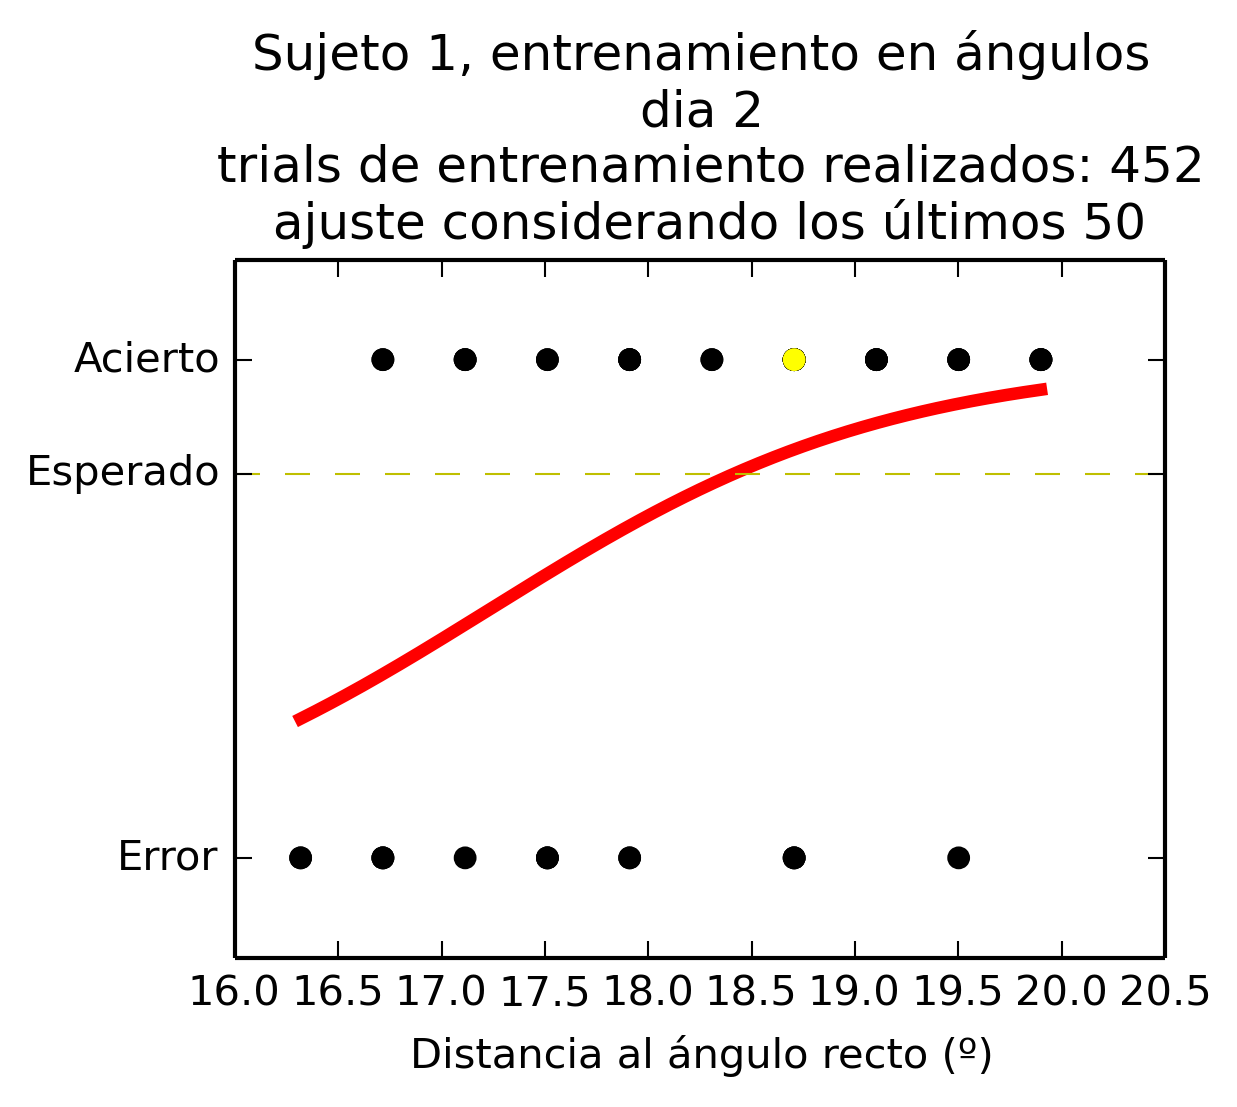 Sujeto 1, entrenamiento en ángulos
dia 2
trials de entrenamiento realizados: 452
ajuste considerando los últimos 50
Acierto
Esperado
Error
16.0 16.5 17.0 17.5 18.0 18.5 19.0 19.5 20.0 20.5
Distancia al ángulo recto (º)